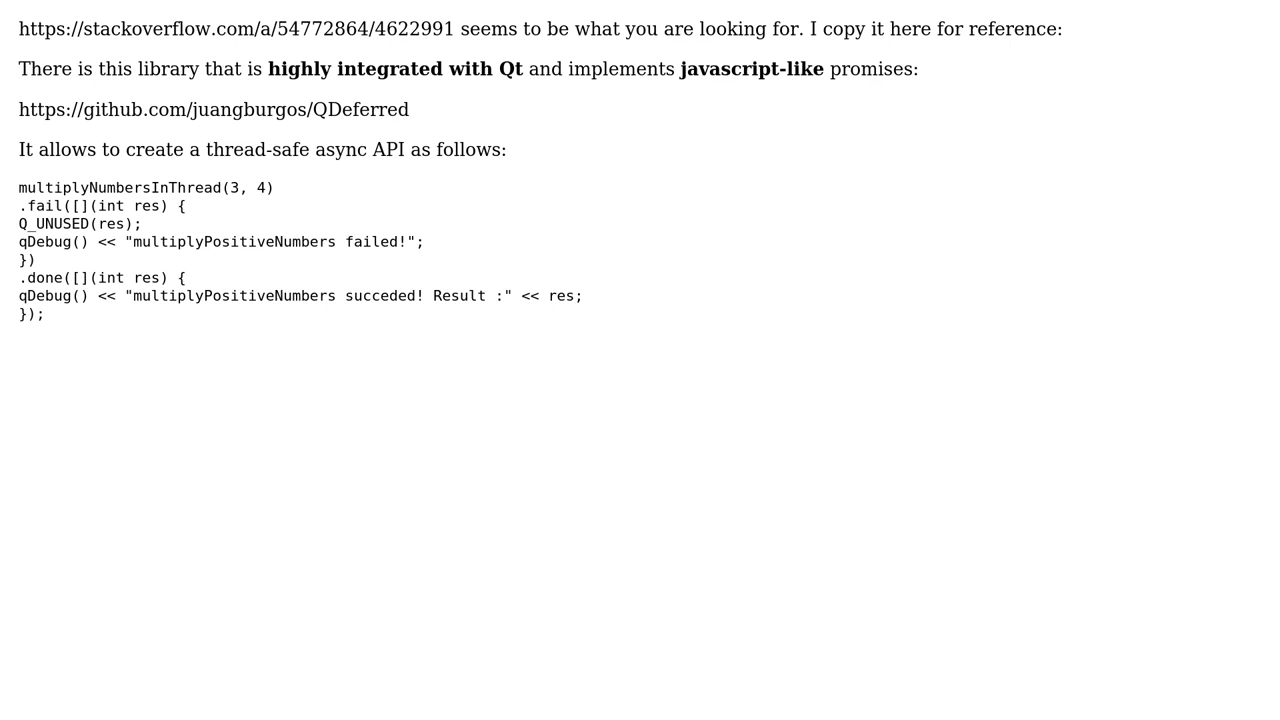 https://stackoverflow.com/a/54772864/4622991 seems to be what you are looking for. I copy it here for reference:
There is this library that is highly integrated with Qt and implements javascript-like promises:
https://github.com/juangburgos/QDeferred
It allows to create a thread-safe async API as follows:
multiplyNumbersInThread(3, 4)
.fail([](int res) {
Q_UNUSED(res);
qDebug() << "multiplyPositiveNumbers failed!";
})
.done([](int res) {
qDebug() << "multiplyPositiveNumbers succeded! Result :" << res;
});